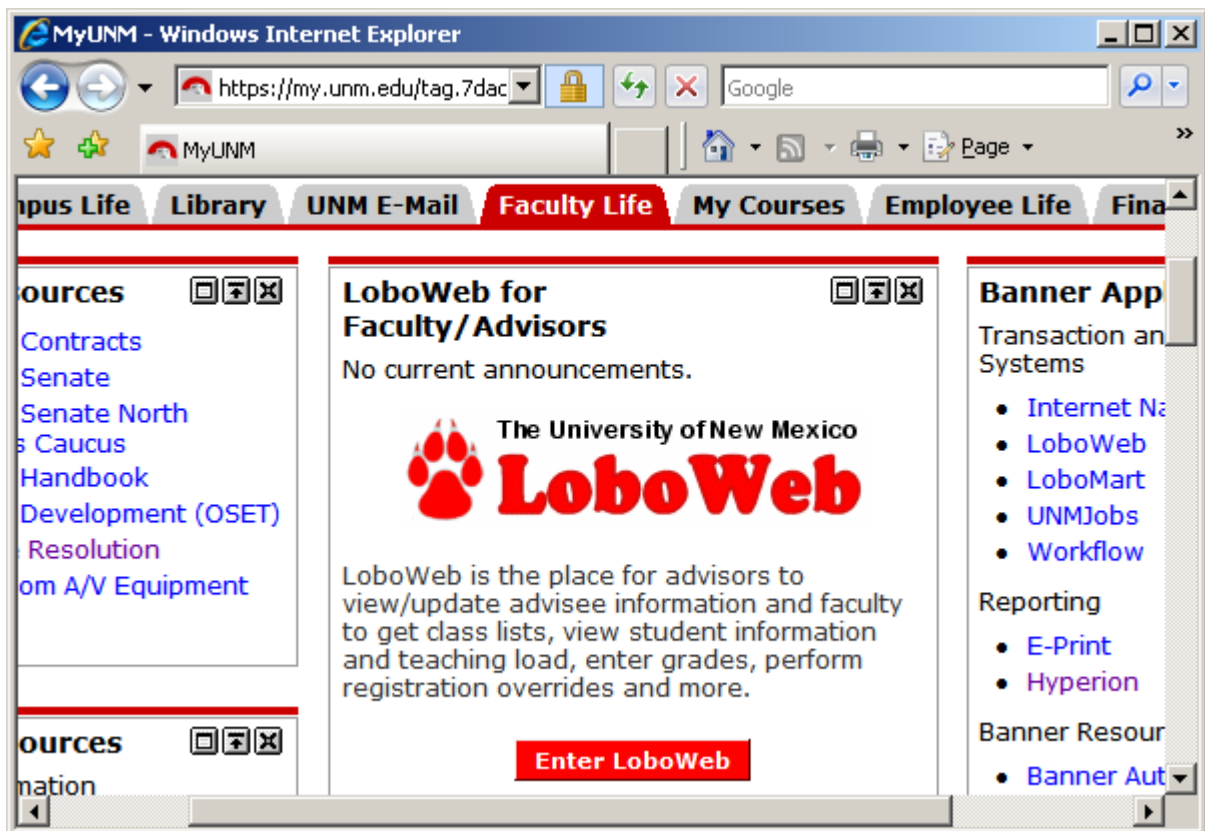 MyUNM - Windows Internet Explorer
https://my.unm.edu/tag.7dac
Google
MyUNM
Page
»
npus Life Library UNM E-Mail Faculty Life My Courses Employee Life Fina
ources
Contracts
Senate
Senate North
s Caucus
Handbook
Development (OSET)
Resolution
om A/V Equipment
ources
mation
LoboWeb for
Faculty/Advisors
No current announcements.
The University of New Mexico
LoboWeb
LoboWeb is the place for advisors to
view/update advisee information and faculty
to get class lists, view student information
and teaching load, enter grades, perform
registration overrides and more.
Enter LoboWeb
Banner App
Transaction an
Systems
• Internet Na
• LoboWeb
• LoboMart
• UNMJobs
• Workflow
Reporting
• E-Print
• Hyperion
Banner Resour
• Banner Aut